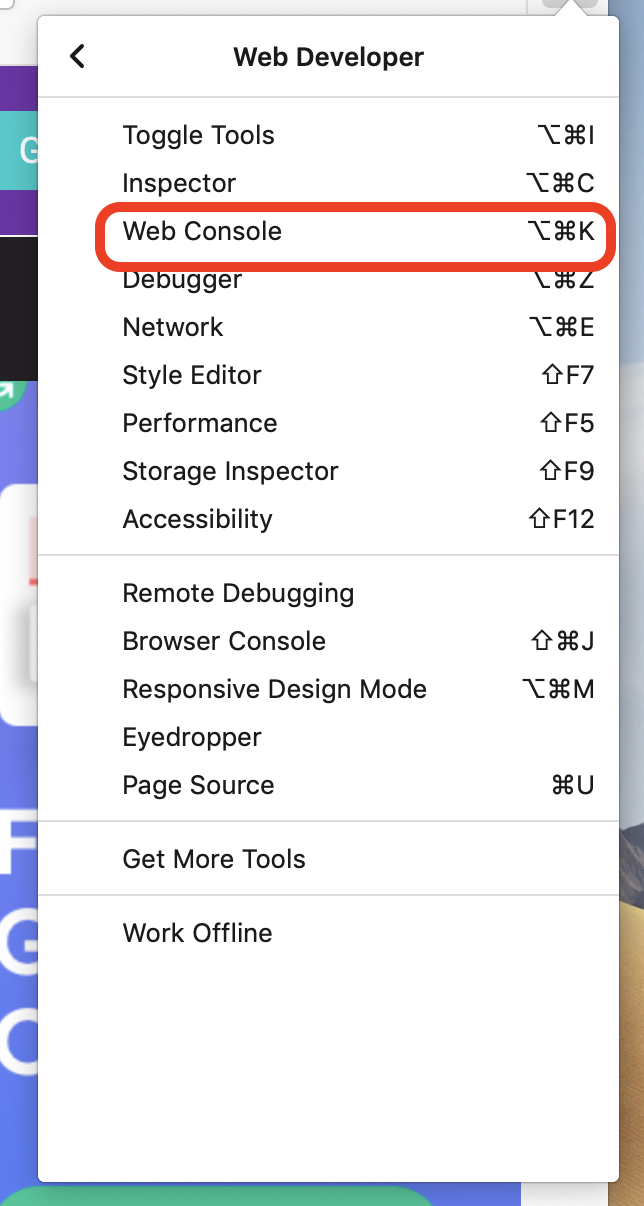 Web Developer
Toggle Tools ⌥⌘I
Inspector ⌥⌘C
Web Console ⌥⌘K
Debugger ⌥⌘Z
Network ⌥⌘E
Style Editor ⇧F7
Performance ⇧F5
Storage Inspector ⇧F9
Accessibility ⇧F12
Remote Debugging
Browser Console ⇧⌘J
Responsive Design Mode ⌥⌘M
Eyedropper
Page Source ⌘U
Get More Tools
Work Offline
G
F
G